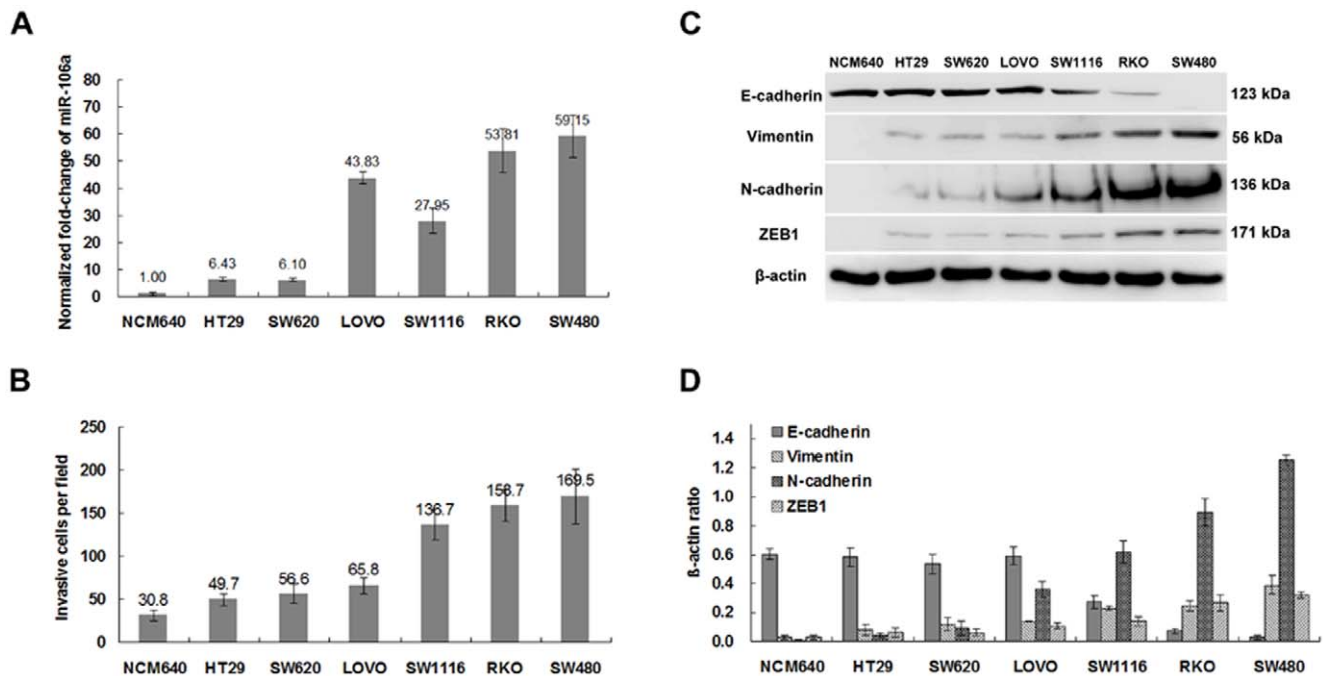 A
Normalized fold-change of miR-106a
80
70
60
50
40
30
20
10
0
1.00
6.43
6.10
43.83
27.95
53.81
59.15
NCM640 HT29 SW620 LOVO SW1116 RKO SW480
B
Invasive cells per field
250
200
150
100
50
0
30.8
49.7
56.6
65.8
136.7
158.7
169.5
NCM640 HT29 SW620 LOVO SW1116 RKO SW480
C
NCM640 HT29 SW620 LOVO SW1116 RKO SW480
E-cadherin 123 kDa
Vimentin 56 kDa
N-cadherin 136 kDa
ZEB1 171 kDa
β-actin
D
ß-actin ratio
1.4
1.2
1.0
0.8
0.6
0.4
0.2
0.0
E-cadherin
Vimentin
N-cadherin
ZEB1
NCM640 HT29 SW620 LOVO SW1116 RKO SW480